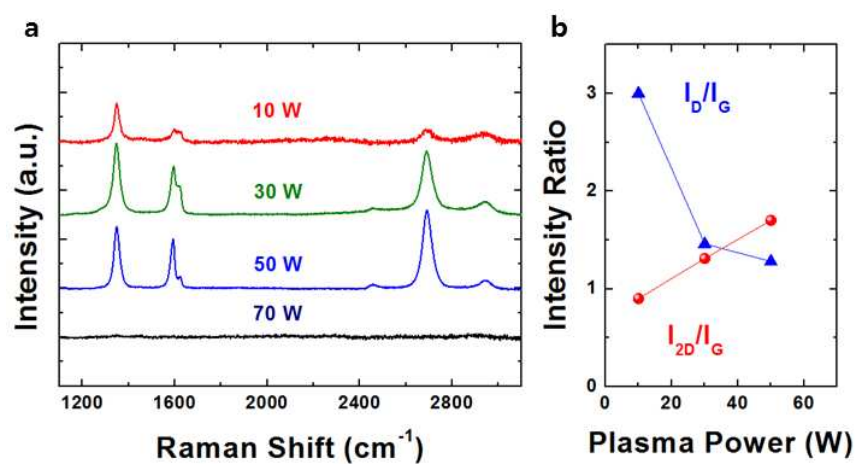 a
10 W
30 W
50 W
70 W
Intensity (a.u.)
1200 1600 2000 2400 2800
Raman Shift (cm⁻¹)
b
3
2
1
0
I_D/I_G
I_2D/I_G
Intensity Ratio
0 20 40 60
Plasma Power (W)